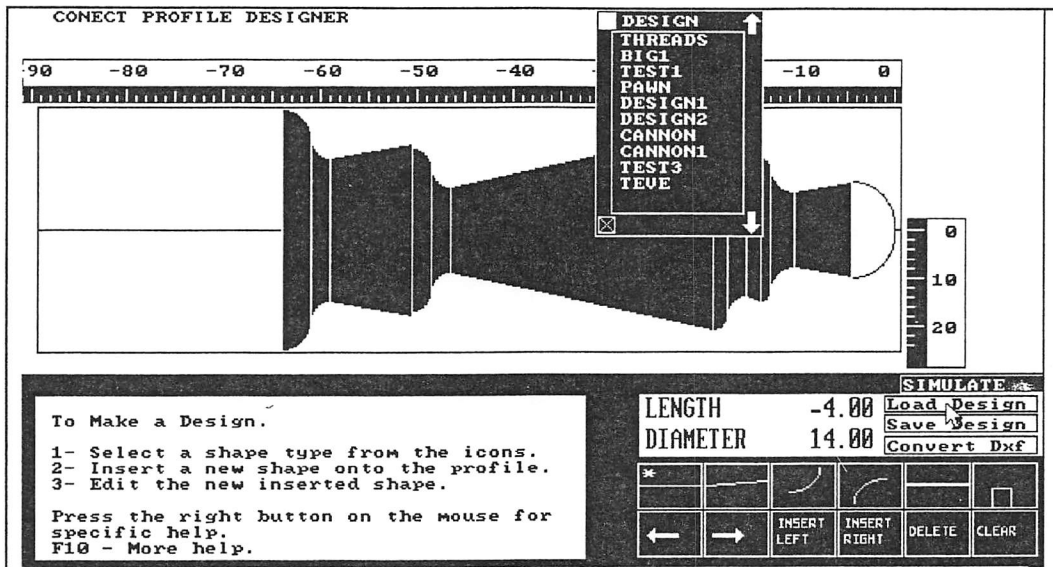 CONECT PROFILE DESIGNER
DESIGN
THREADS
BIG1
TEST1
PAWN
DESIGN1
DESIGN2
CANNON
CANNON1
TEST3
TEVE
-90 -80 -70 -60 -50 -40 -10 0
0
10
20
SIMULATE
LENGTH -4.00
DIAMETER 14.00
Load Design
Save Design
Convert Dxf
To Make a Design.
1- Select a shape type from the icons.
2- Insert a new shape onto the profile.
3- Edit the new inserted shape.
Press the right button on the mouse for
specific help.
F10 - More help.
*
INSERT
LEFT
INSERT
RIGHT
DELETE
CLEAR